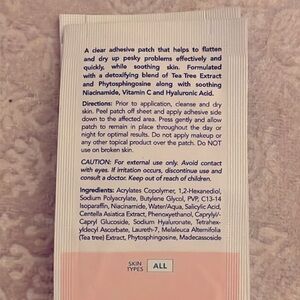 A clear adhesive patch that helps to flatten
and dry up pesky problems effectively and
quickly, while soothing skin. Formulated
with a detoxifying blend of Tea Tree Extract
and Phytosphingosine along with soothing
Niacinamide, Vitamin C and Hyaluronic Acid.
Directions: Prior to application, cleanse and dry
skin. Peel patch off sheet and apply adhesive side
down to the affected area. Press gently and allow
patch to remain in place throughout the day or
night for optimal results. Do not apply makeup or
any other topical product over the patch. Do NOT
use on broken skin.
CAUTION: For external use only. Avoid contact
with eyes. If irritation occurs, discontinue use and
consult a doctor. Keep out of reach of children.
Ingredients: Acrylates Copolymer, 1,2-Hexanediol,
Sodium Polyacrylate, Butylene Glycol, PVP, C13-14
Isoparaffin, Niacinamide, Water/Aqua, Salicylic Acid,
Centella Asiatica Extract, Phenoxyethanol, Caprylyl/-
Capryl Glucoside, Sodium Hyaluronate, Tetrahex-
yldecyl Ascorbate, Laureth-7, Melaleuca Alternifolia
(Tea tree) Extract, Phytosphingosine, Madecassoside
SKIN
TYPES
ALL